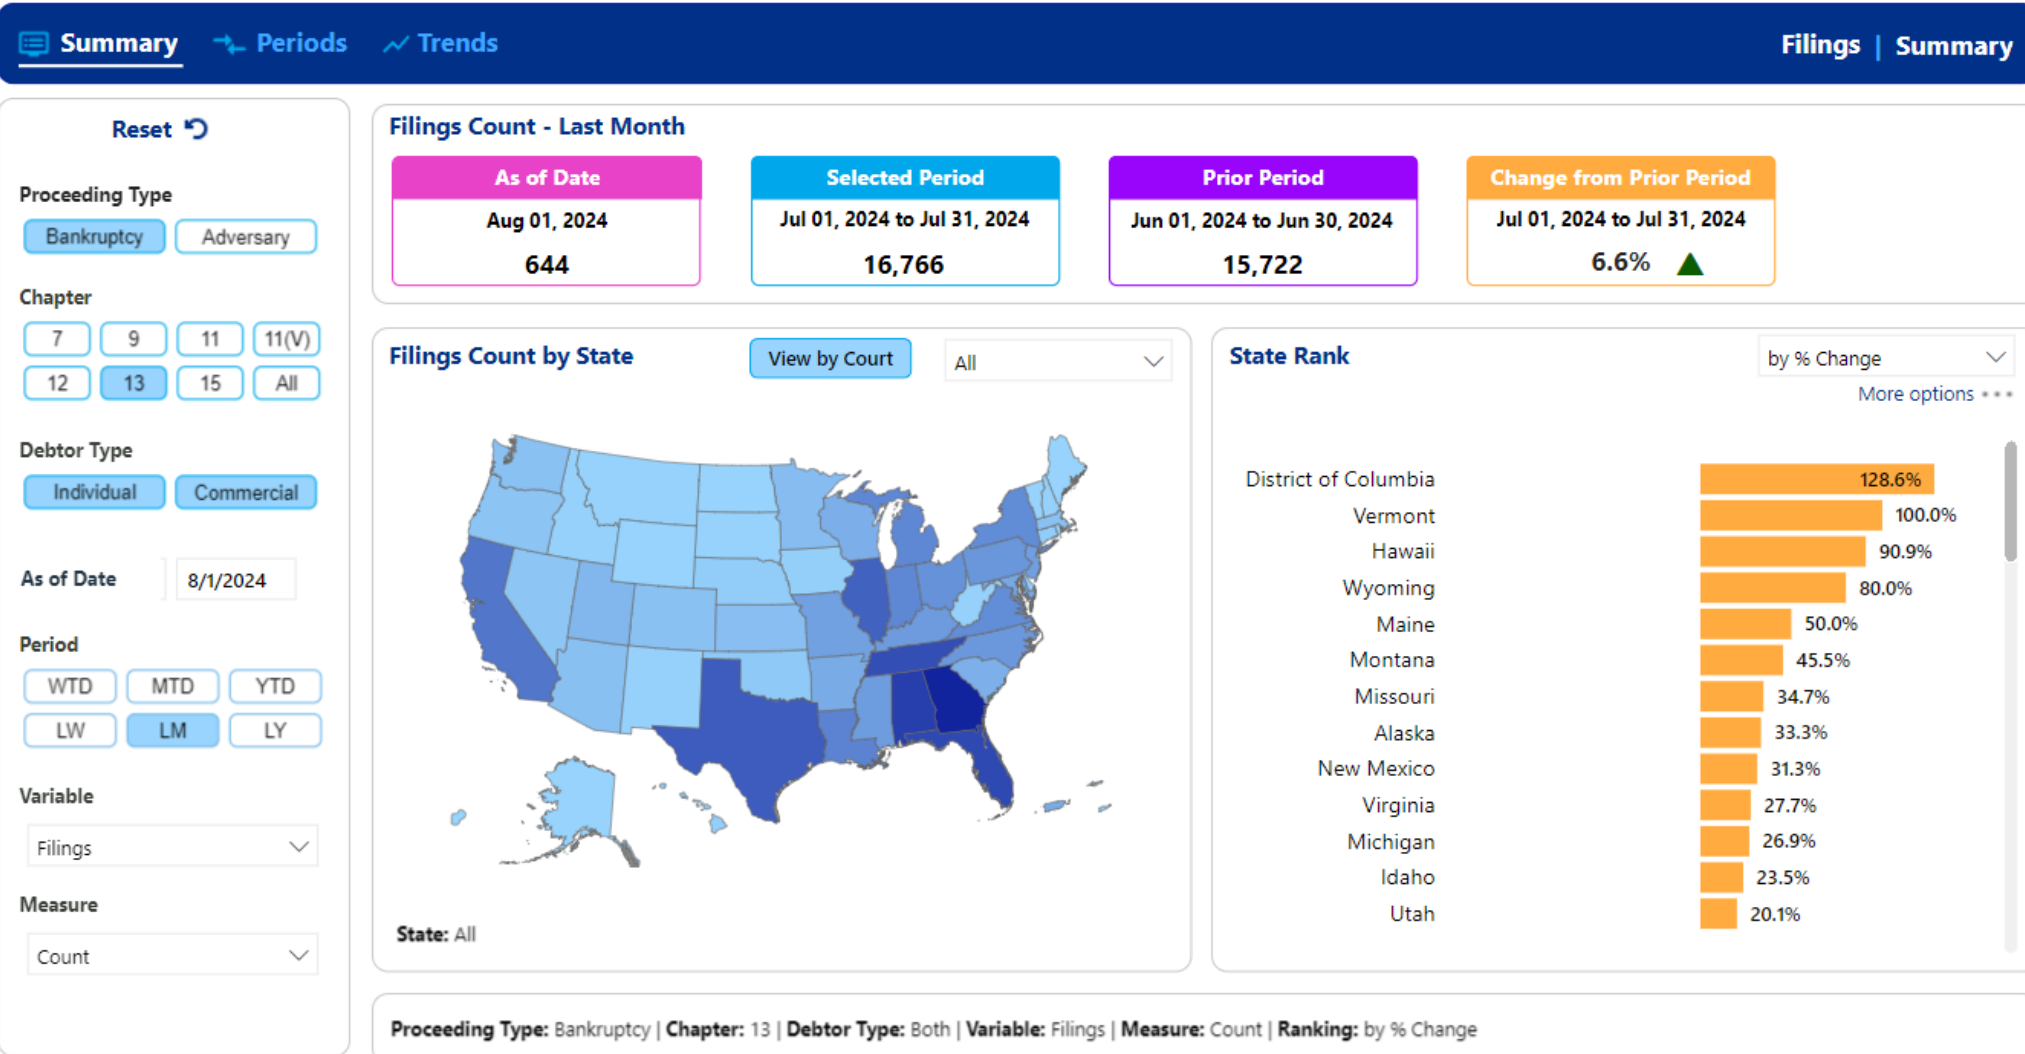 Summary Periods Trends
Filings | Summary
Reset
Proceeding Type
Bankruptcy Adversary
Chapter
7 9 11 11(V)
12 13 15 All
Debtor Type
Individual Commercial
As of Date 8/1/2024
Period
WTD MTD YTD
LW LM LY
Variable
Filings
Measure
Count
Filings Count - Last Month
As of Date
Aug 01, 2024
644
Selected Period
Jul 01, 2024 to Jul 31, 2024
16,766
Prior Period
Jun 01, 2024 to Jun 30, 2024
15,722
Change from Prior Period
Jul 01, 2024 to Jul 31, 2024
6.6%
Filings Count by State View by Court All
State: All
State Rank by % Change
More options
District of Columbia 128.6%
Vermont 100.0%
Hawaii 90.9%
Wyoming 80.0%
Maine 50.0%
Montana 45.5%
Missouri 34.7%
Alaska 33.3%
New Mexico 31.3%
Virginia 27.7%
Michigan 26.9%
Idaho 23.5%
Utah 20.1%
Proceeding Type: Bankruptcy | Chapter: 13 | Debtor Type: Both | Variable: Filings | Measure: Count | Ranking: by % Change